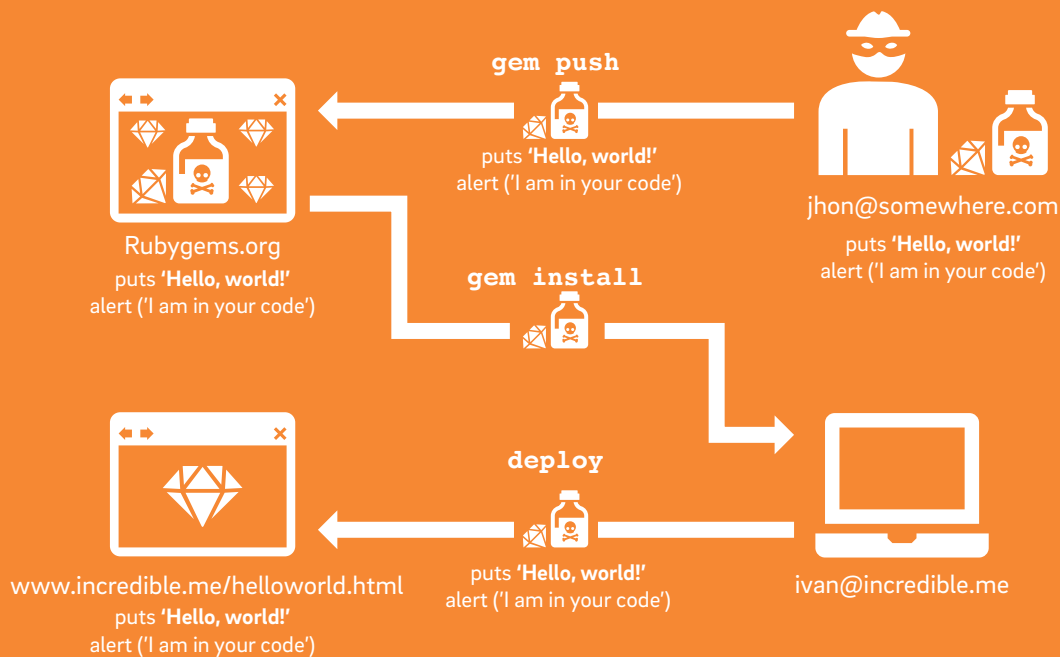 gem push
puts 'Hello, world!'
alert ('I am in your code')
jhon@somewhere.com
puts 'Hello, world!'
alert ('I am in your code')
Rubygems.org
puts 'Hello, world!'
alert ('I am in your code')
gem install
deploy
puts 'Hello, world!'
alert ('I am in your code')
ivan@incredible.me
www.incredible.me/helloworld.html
puts 'Hello, world!'
alert ('I am in your code')